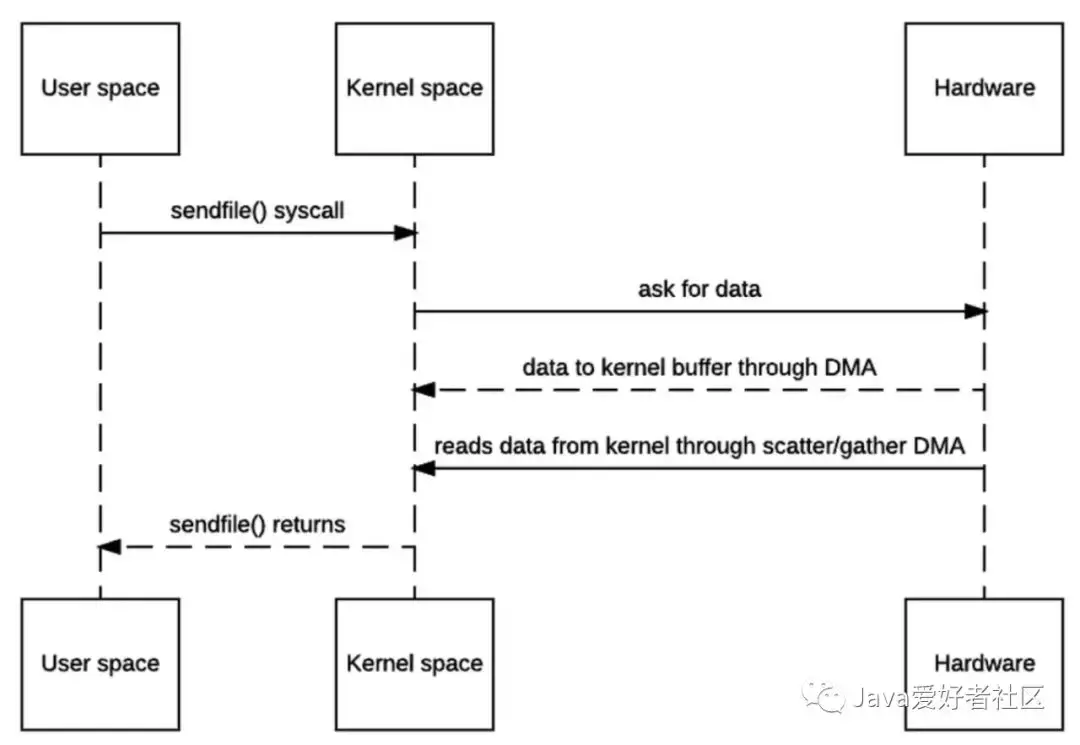 User space
Kernel space
Hardware
sendfile() syscall
ask for data
data to kernel buffer through DMA
reads data from kernel through scatter/gather DMA
sendfile() returns
User space
Kernel space
Hardware
Java爱好者社区